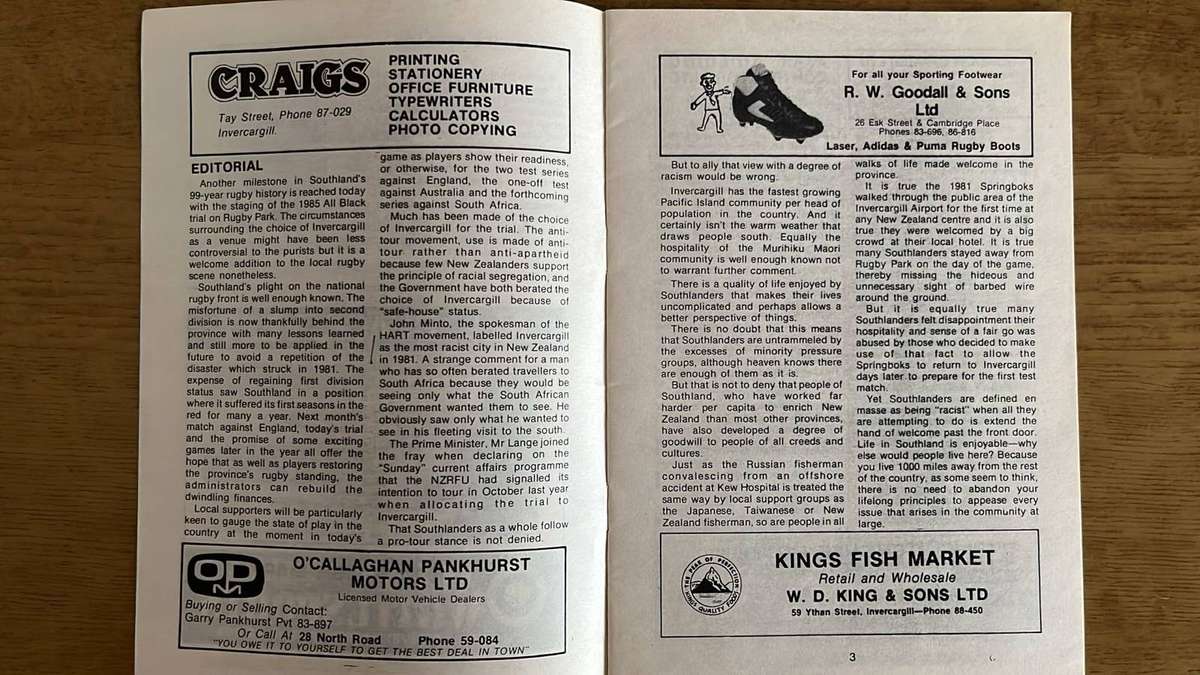 CRAIGS
Tay Street, Phone 87-029
Invercargill.
PRINTING
STATIONERY
OFFICE FURNITURE
TYPEWRITERS
CALCULATORS
PHOTO COPYING
EDITORIAL
Another milestone in Southland's
99-year rugby history is reached today
with the staging of the 1985 All Black
trial on Rugby Park. The circumstances
surrounding the choice of Invercargill
as a venue might have been less
controversial to the purists but it is a
welcome addition to the local rugby
scene nonetheless.
Southland's plight on the national
rugby front is well enough known. The
misfortune of a slump into second
division is now thankfully behind the
province with many lessons learned
and still more to be applied in the
future to avoid a repetition of the
disaster which struck in 1981. The
expense of regaining first division
status saw Southland in a position
where it suffered its first seasons in the
red for many a year. Next month's
match against England, today's trial
and the promise of some exciting
games later in the year all offer the
hope that as well as players restoring
the province's rugby standing, the
administrators can rebuild the
dwindling finances.
Local supporters will be particularly
keen to gauge the state of play in the
country at the moment in today's
game as players show their readiness,
or otherwise, for the two test series
against England, the one-off test
against Australia and the forthcoming
series against South Africa.
Much has been made of the choice
of Invercargill for the trial. The anti-
tour movement, use is made of anti-
tour rather than anti-apartheid
because few New Zealanders support
the principle of racial segregation, and
the Government have both berated the
choice of Invercargill because of
"safe-house" status.
John Minto, the spokesman of the
HART movement, labelled Invercargill
as the most racist city in New Zealand
in 1981. A strange comment for a man
who has so often berated travellers to
South Africa because they would be
seeing only what the South African
Government wanted them to see. He
obviously saw only what he wanted to
see in his fleeting visit to the south.
The Prime Minister, Mr Lange joined
the fray when declaring on the
"Sunday" current affairs programme
that the NZRFU had signalled its
intention to tour in October last year
when allocating the trial to
Invercargill.
That Southlanders as a whole follow
a pro-tour stance is not denied.
ODM
O'CALLAGHAN PANKHURST
MOTORS LTD
Licensed Motor Vehicle Dealers
Buying or Selling Contact:
Garry Pankhurst Pvt 83-897
Or Call At 28 North Road Phone 59-084
"YOU OWE IT TO YOURSELF TO GET THE BEST DEAL IN TOWN"
For all your Sporting Footwear
R. W. Goodall & Sons
Ltd
26 Esk Street & Cambridge Place
Phones 83-696, 86-816
Laser, Adidas & Puma Rugby Boots
But to ally that view with a degree of
racism would be wrong.
Invercargill has the fastest growing
Pacific Island community per head of
population in the country. And it
certainly isn't the warm weather that
draws people south. Equally the
hospitality of the Murihiku Maori
community is well enough known not
to warrant further comment.
There is a quality of life enjoyed by
Southlanders that makes their lives
uncomplicated and perhaps allows a
better perspective of things.
There is no doubt that this means
that Southlanders are untrameled by
the excesses of minority pressure
groups, although heaven knows there
are enough of them as it is.
But that is not to deny that people of
Southland, who have worked far
harder per capita to enrich New
Zealand than most other provinces,
have also developed a degree of
goodwill to people of all creeds and
cultures.
Just as the Russian fisherman
convalescing from an offshore
accident at Kew Hospital is treated the
same way by local support groups as
the Japanese, Taiwanese or New
Zealand fisherman, so are people in all
walks of life made welcome in the
province.
It is true the 1981 Springboks
walked through the public area of the
Invercargill Airport for the first time at
any New Zealand centre and it is also
true they were welcomed by a big
crowd at their local hotel. It is true
many Southlanders stayed away from
Rugby Park on the day of the game,
thereby missing the hideous and
unnecessary sight of barbed wire
around the ground.
But it is equally true many
Southlanders felt disappointment their
hospitality and sense of a fair go was
abused by those who decided to make
use of that fact to allow the
Springboks to return to Invercargill
days later to prepare for the first test
match.
Yet Southlanders are defined en
masse as being "racist" when all they
are attempting to do is extend the
hand of welcome past the front door.
Life in Southland is enjoyable—why
else would people live here? Because
you live 1000 miles away from the rest
of the country, as some seem to think,
there is no need to abandon your
lifelong principles to appease every
issue that arises in the community at
large.
THE PEAK OF PERFECTION
KINGS QUALITY FOODS
KINGS FISH MARKET
Retail and Wholesale
W. D. KING & SONS LTD
59 Ythan Street, Invercargill—Phone 88-450
3